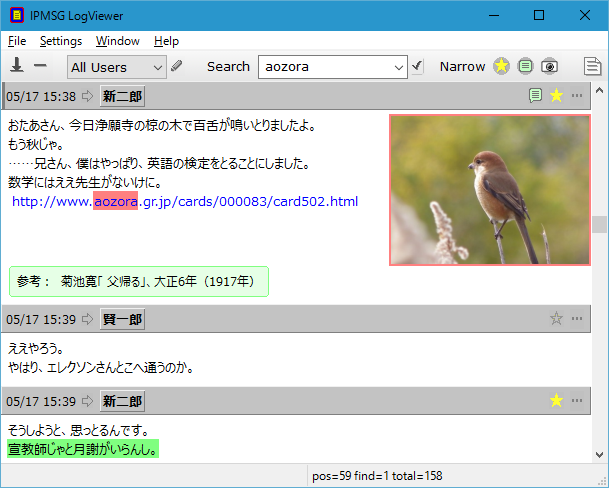 IPMSG LogViewer
File Settings Window Help
All Users Search aozora Narrow
05/17 15:38 新二郎
おたあさん、今日浄願寺の椋の木で百舌が鳴いとりましたよ。
もう秋じゃ。
……兄さん、僕はやっぱり、英語の検定をとることにしました。
数学にはええ先生がないけに。
http://www.aozora.gr.jp/cards/000083/card502.html
参考： 菊池寛「父帰る」、大正6年（1917年）
05/17 15:39 賢一郎
ええやろう。
やはり、エレクソンさんとこへ通うのか。
05/17 15:39 新二郎
そうしようと、思っとるんです。
宣教師じゃと月謝がいらんし。
pos=59 find=1 total=158